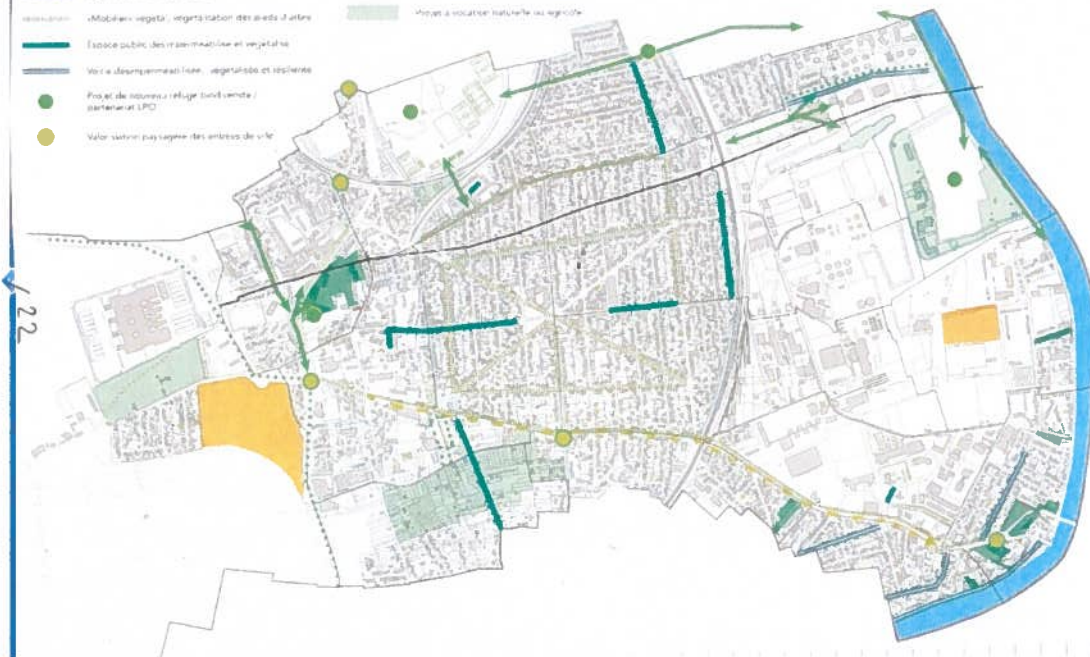 «Mobilier» végétal, végétalisation des pieds d'arbre
Projet à vocation naturelle ou agricole
Espace public désimperméabilisé et végétalisé
Voirie désimperméabilisée, végétalisée et résiliente
Projet de nouveau refuge biodiversité /
partenariat LPO
Valorisation paysagère des entrées de ville
22